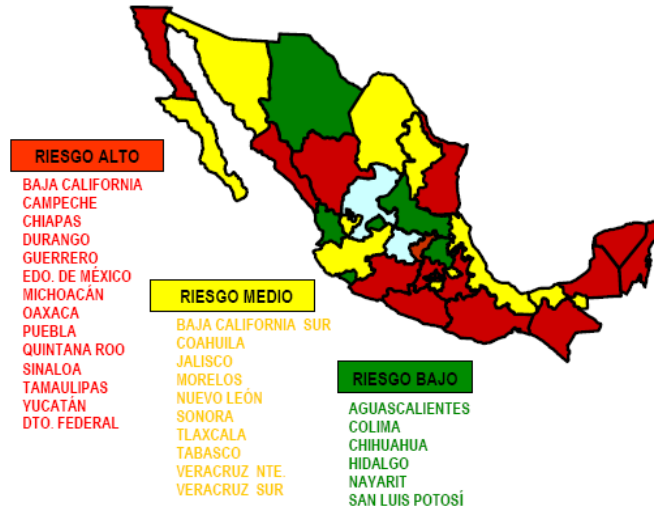 RIESGO ALTO
BAJA CALIFORNIA
CAMPECHE
CHIAPAS
DURANGO
GUERRERO
EDO. DE MÉXICO
MICHOACÁN
OAXACA
PUEBLA
QUINTANA ROO
SINALOA
TAMAULIPAS
YUCATÁN
DTO. FEDERAL
RIESGO MEDIO
BAJA CALIFORNIA SUR
COAHUILA
JALISCO
MORELOS
NUEVO LEÓN
SONORA
TLAXCALA
TABASCO
VERACRUZ NTE.
VERACRUZ SUR
RIESGO BAJO
AGUASCALIENTES
COLIMA
CHIHUAHUA
HIDALGO
NAYARIT
SAN LUIS POTOSÍ